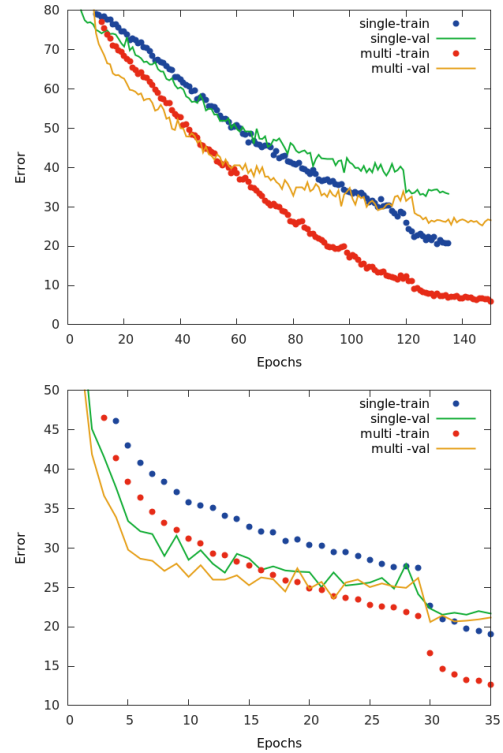 80
70
60
50
40
30
20
10
0
Error
0 20 40 60 80 100 120 140
Epochs
single-train
single-val
multi -train
multi -val
50
45
40
35
30
25
20
15
10
Error
0 5 10 15 20 25 30 35
Epochs
single-train
single-val
multi -train
multi -val